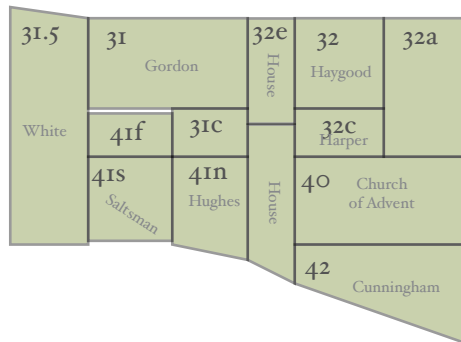 31.5
31
32e
32
32a
Gordon
House
Haygood
White
41f
31c
32c
Harper
41s
41n
40
Church
of Advent
Saltsman
Hughes
House
42
Cunningham